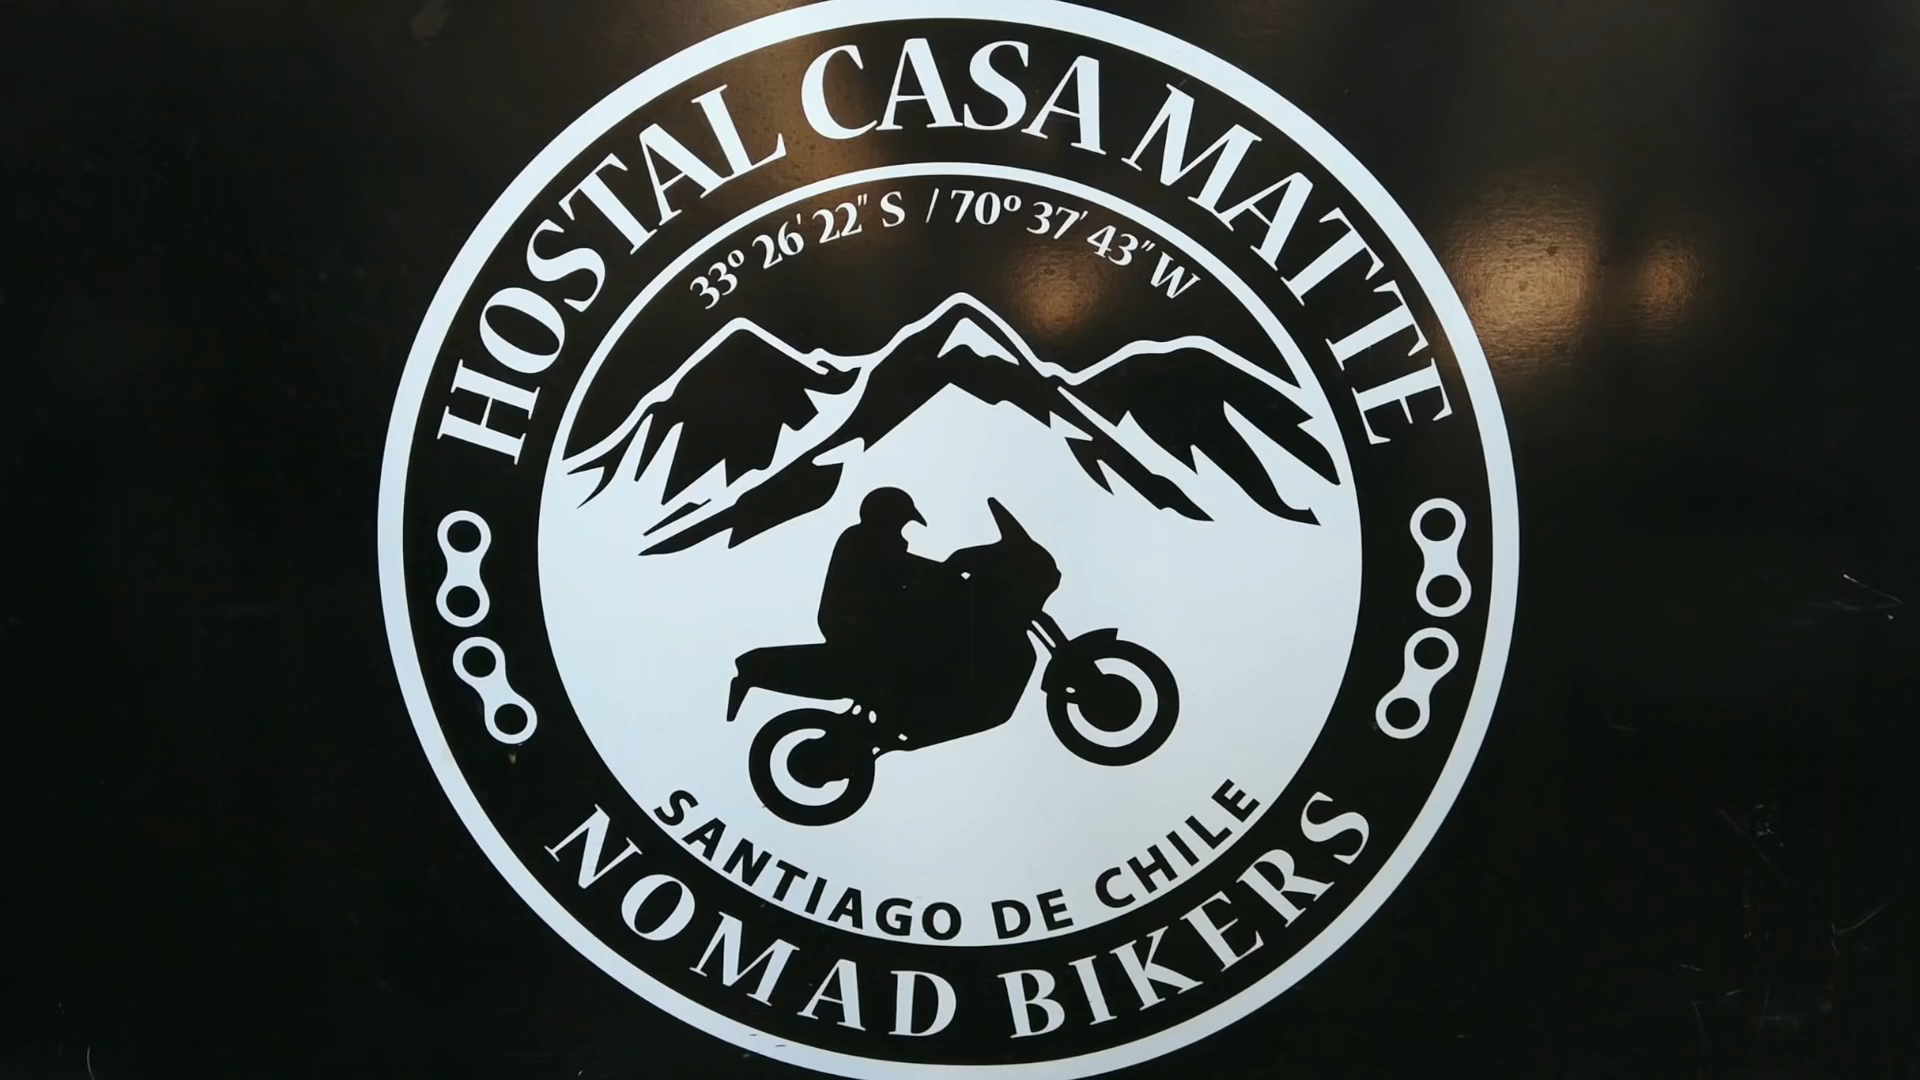 HOSTAL CASA MATTE
33º 26' 22" S / 70º 37' 43" W
SANTIAGO DE CHILE
NOMAD BIKERS